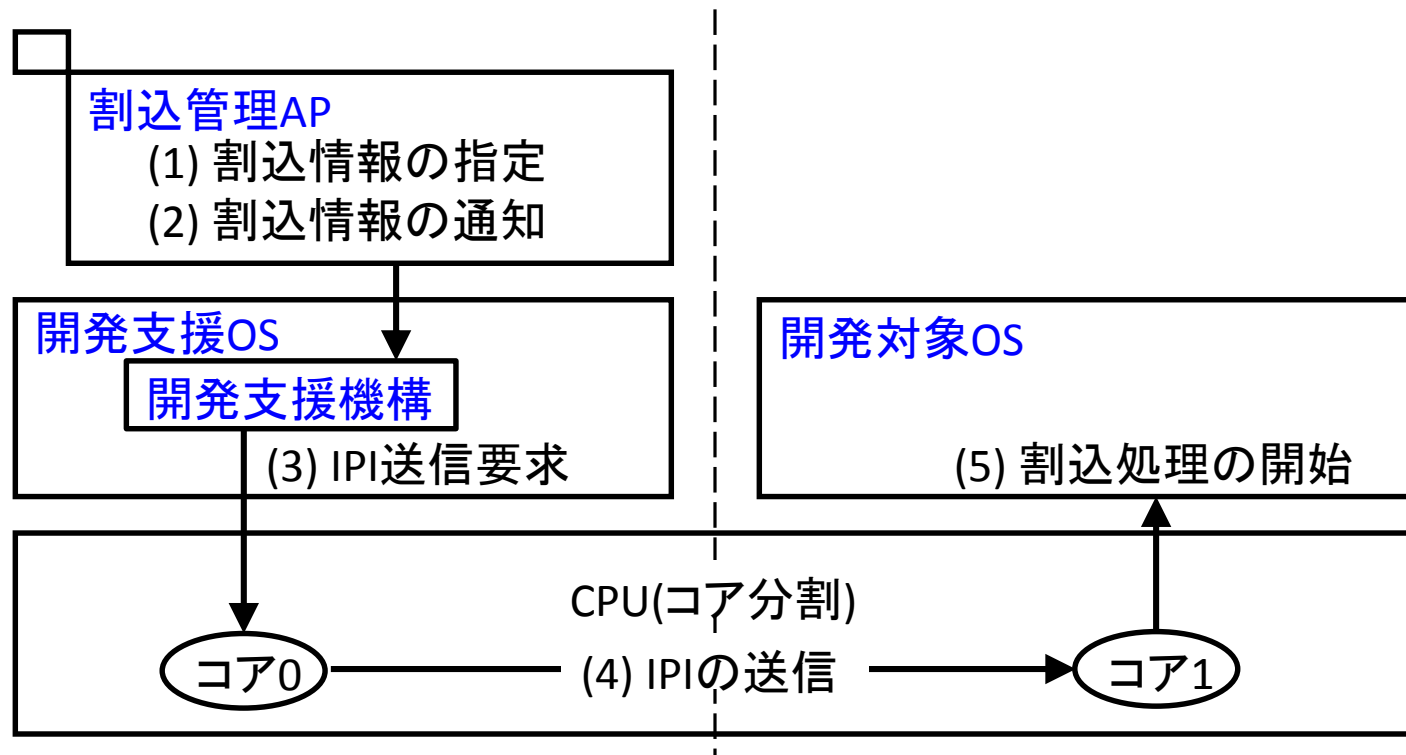 割込管理AP
(1) 割込情報の指定
(2) 割込情報の通知
開発支援OS
開発支援機構
(3) IPI送信要求
開発対象OS
(5) 割込処理の開始
CPU(コア分割)
コア0
(4) IPIの送信
コア1